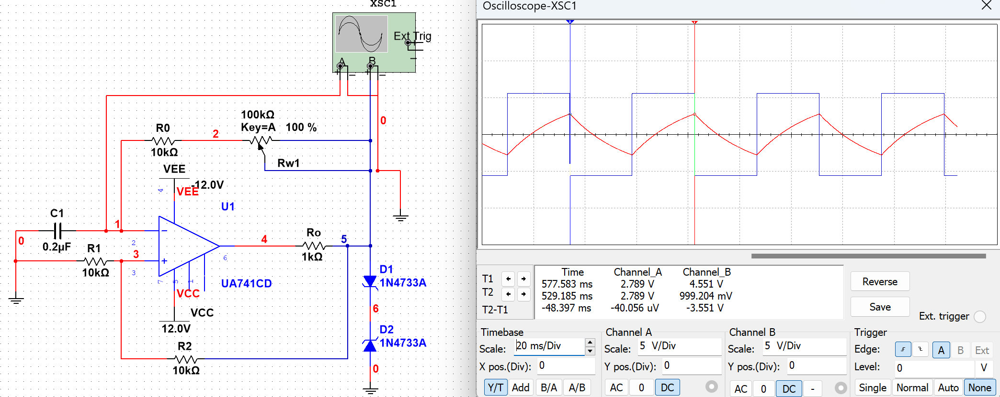 XSC1
Ext Trig
+
−
A
B
+ − + −
0
100kΩ
Key=A 100 %
R0
2
10kΩ
Rw1
VEE
-12.0V
4
VEE
U1
C1
1
0
0.2µF
2
R1
3
10kΩ
3
6
4
Ro
5
1kΩ
7 5 1
UA741CD
VCC
VCC
12.0V
D1
1N4733A
6
D2
1N4733A
R2
10kΩ
0
Oscilloscope-XSC1
2
1
Time Channel_A Channel_B
T1 577.583 ms 2.789 V 4.551 V
T2 529.185 ms 2.789 V 999.204 mV
T2-T1 -48.397 ms -40.056 uV -3.551 V
Reverse
Save
Ext. trigger
Timebase
Scale: 20 ms/Div
X pos.(Div): 0
Y/T Add B/A A/B
Channel A
Scale: 5 V/Div
Y pos.(Div): 0
AC 0 DC
Channel B
Scale: 5 V/Div
Y pos.(Div): 0
AC 0 DC -
Trigger
Edge: A B Ext
Level: 0 V
Single Normal Auto None